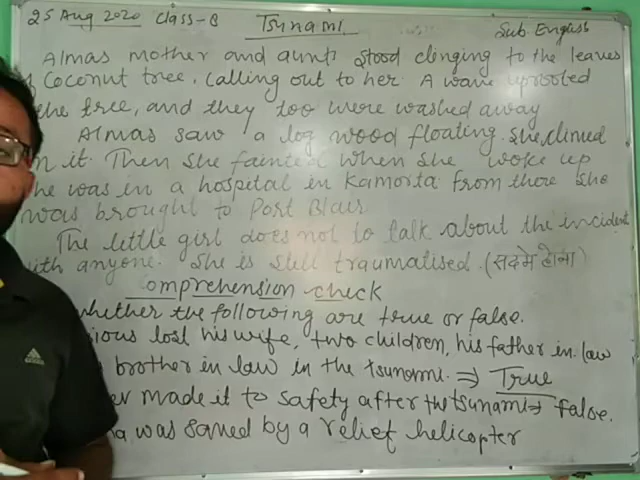 25 Aug 2020 Class-8 Tsunami Sub. English
Almas mother and aunt stood clinging to the leaves
of Coconut tree. Calling out to her. A wave uprooted
the tree, and they too were washed away
Almas saw a log wood floating. She climed
on it. Then she fainted when she woke up
he was in a hospital in Kamorta from there she
was brought to Port Blair
The little girl does not to talk about the incident
with anyone. She is still traumatised. (सदमे होना)
Comprehension check
whether the following are true or false.
ious lost his wife, two children, his father in law
brother in law in the tsunami. ⇒ True
er made it to safety after the tsunami ⇒ false.
a was saved by a relief helicopter